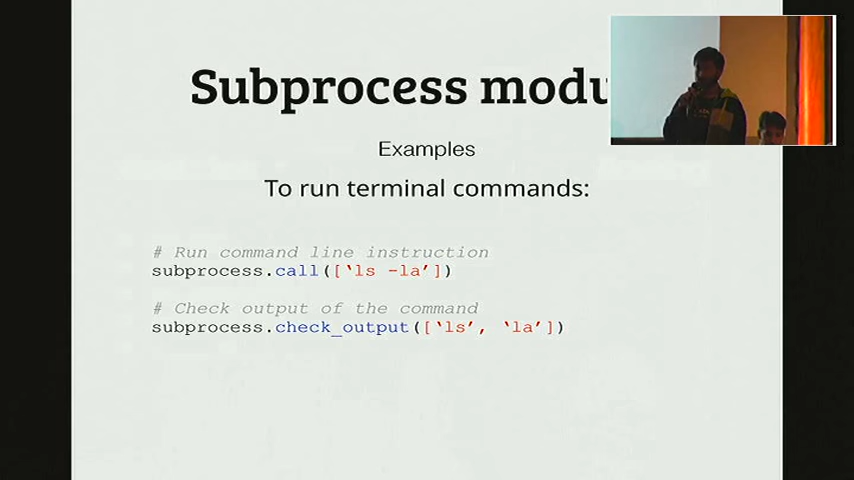 Subprocess modu
Examples
To run terminal commands:
# Run command line instruction
subprocess.call([‘ls -la’])
# Check output of the command
subprocess.check_output([‘ls’, ‘la’])